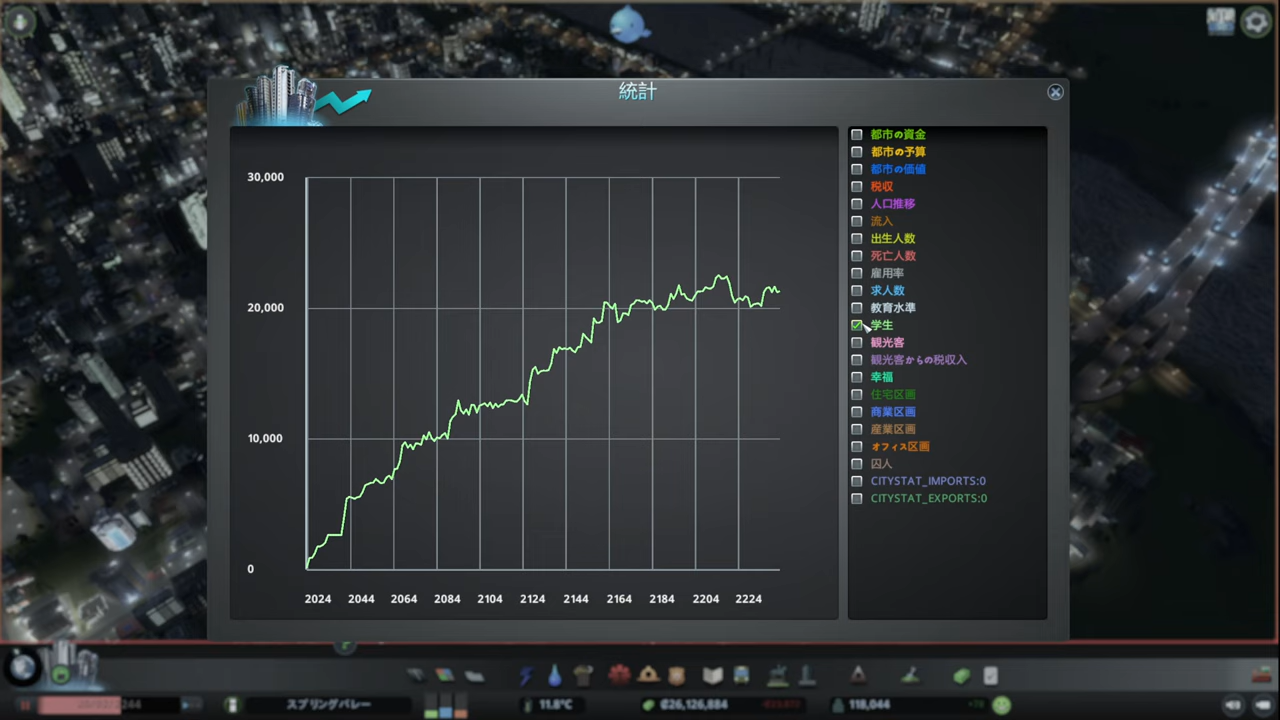 統計
30,000
20,000
10,000
0
2024 2044 2064 2084 2104 2124 2144 2164 2184 2204 2224
都市の資金
都市の予算
都市の価値
税収
人口推移
流入
出生人数
死亡人数
雇用率
求人数
教育水準
学生
観光客
観光客からの税収入
幸福
住宅区画
商業区画
産業区画
オフィス区画
囚人
CITYSTAT_IMPORTS:0
CITYSTAT_EXPORTS:0
スプリングバレー
11.8°C
₡26,126,884
118,044